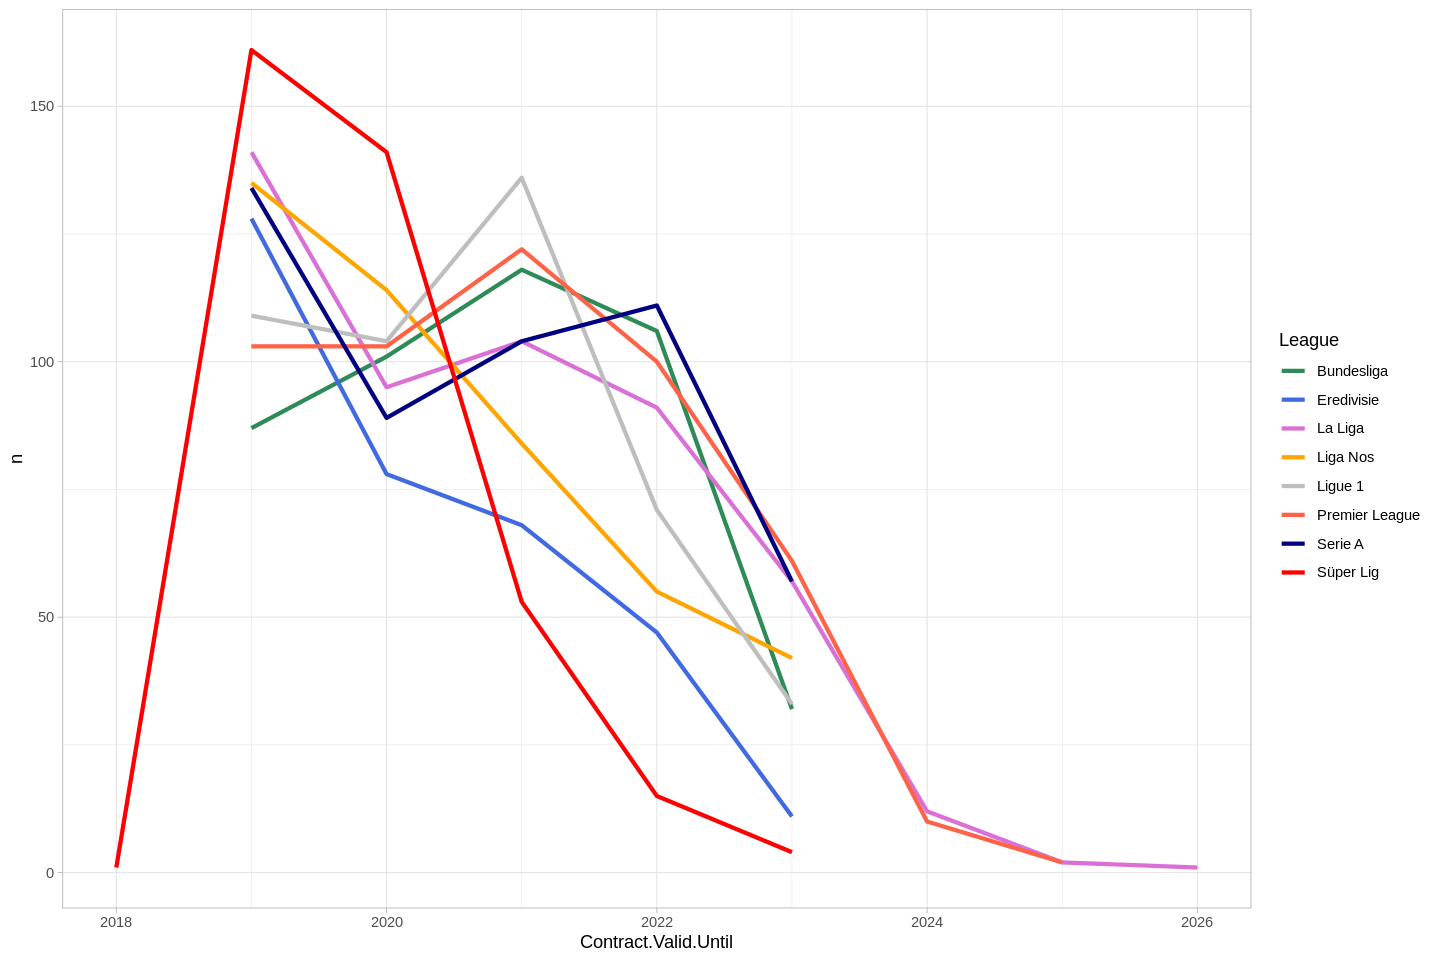 150
100
50
0
n
2018 2020 2022 2024 2026
Contract.Valid.Until
League
Bundesliga
Eredivisie
La Liga
Liga Nos
Ligue 1
Premier League
Serie A
Süper Lig